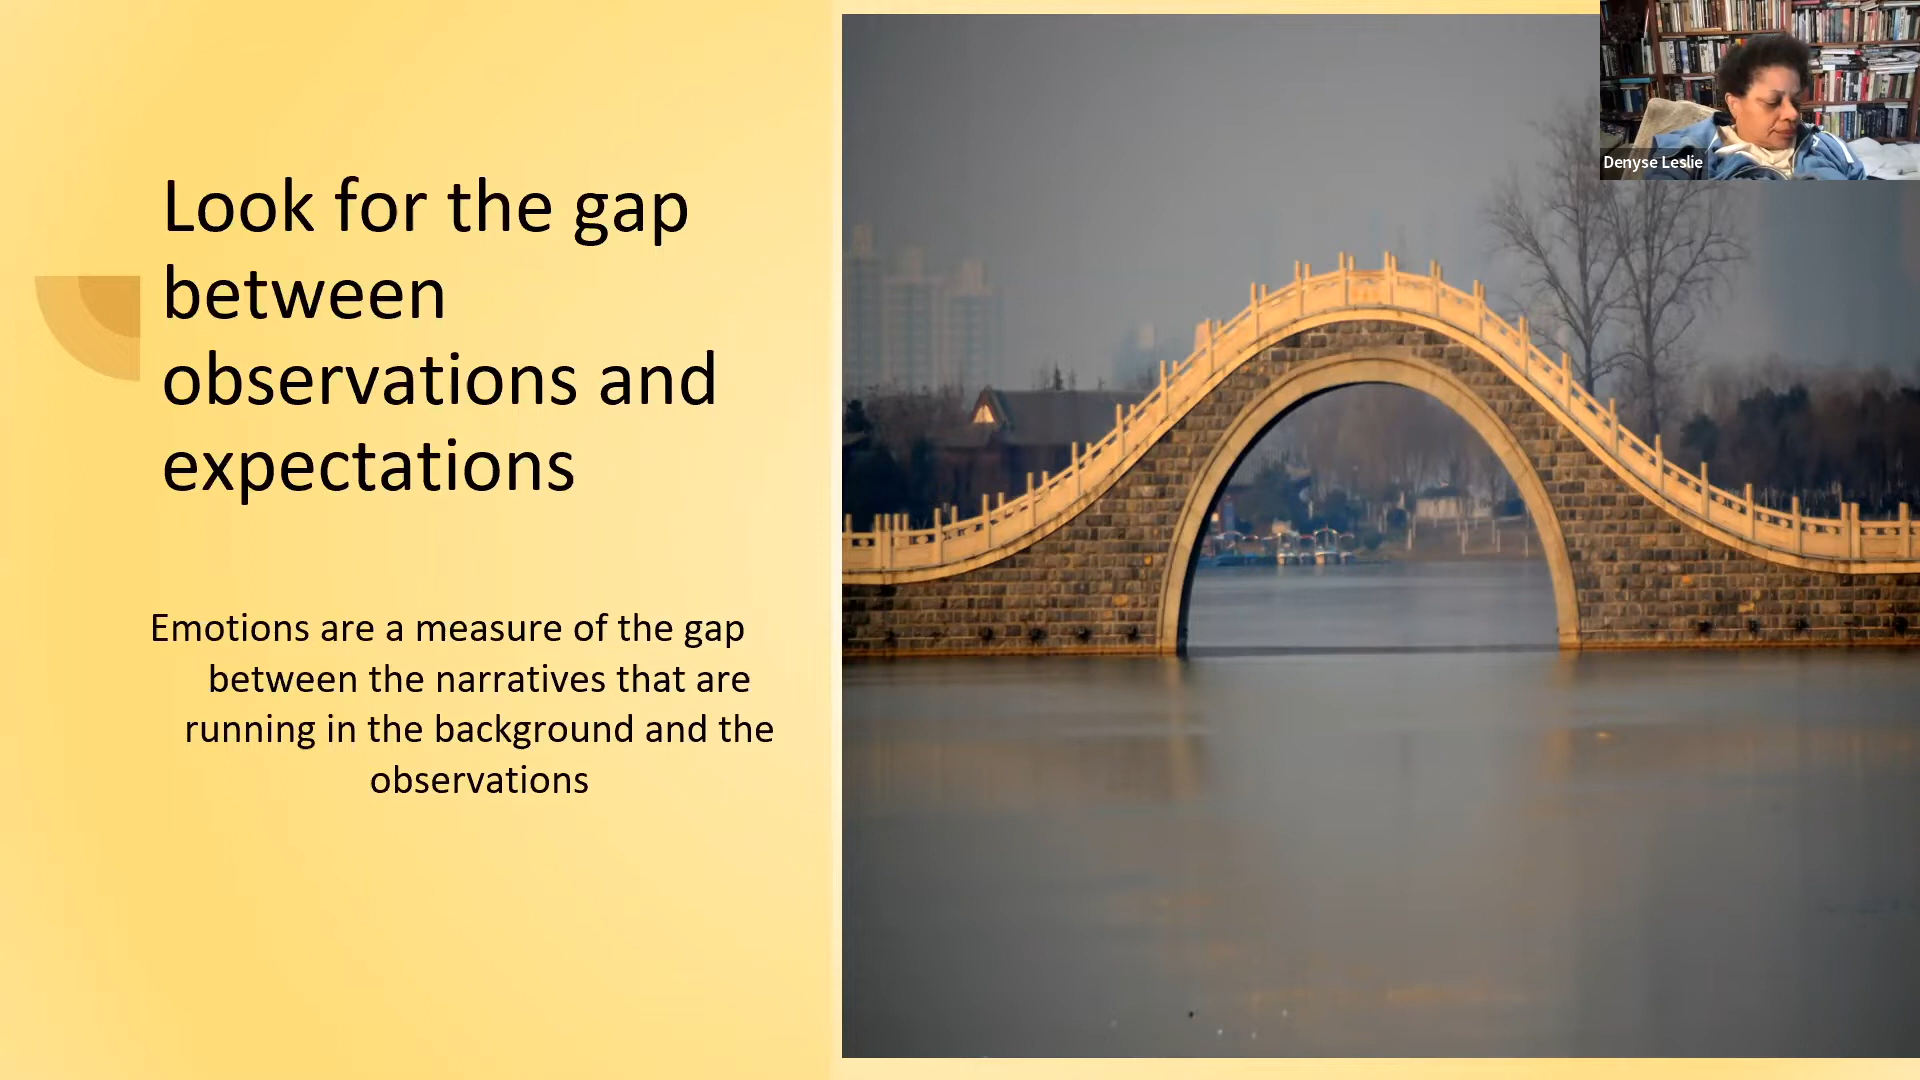 Look for the gap
between
observations and
expectations
Emotions are a measure of the gap
between the narratives that are
running in the background and the
observations
Denyse Leslie